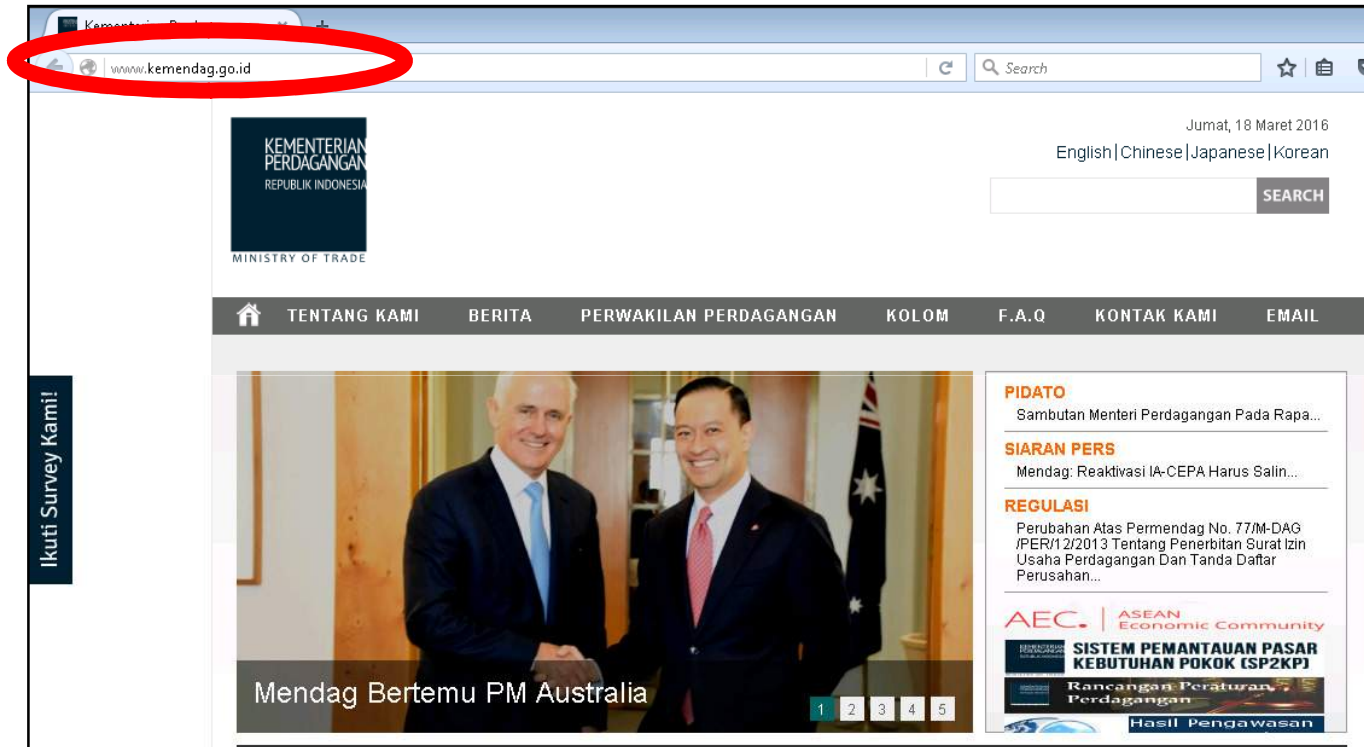 www.kemendag.go.id
Search
KEMENTERIAN
PERDAGANGAN
REPUBLIK INDONESIA
MINISTRY OF TRADE
Jumat, 18 Maret 2016
English|Chinese|Japanese|Korean
SEARCH
TENTANG KAMI BERITA PERWAKILAN PERDAGANGAN KOLOM F.A.Q KONTAK KAMI EMAIL
Ikuti Survey Kami!
Mendag Bertemu PM Australia
1 2 3 4 5
PIDATO
Sambutan Menteri Perdagangan Pada Rapa...
SIARAN PERS
Mendag: Reaktivasi IA-CEPA Harus Salin...
REGULASI
Perubahan Atas Permendag No. 77/M-DAG
/PER/12/2013 Tentang Penerbitan Surat Izin
Usaha Perdagangan Dan Tanda Daftar
Perusahan...
AEC. | ASEAN
Economic Community
SISTEM PEMANTAUAN PASAR
KEBUTUHAN POKOK (SP2KP)
Rancangan Peraturan
Perdagangan
Hasil Pengawasan